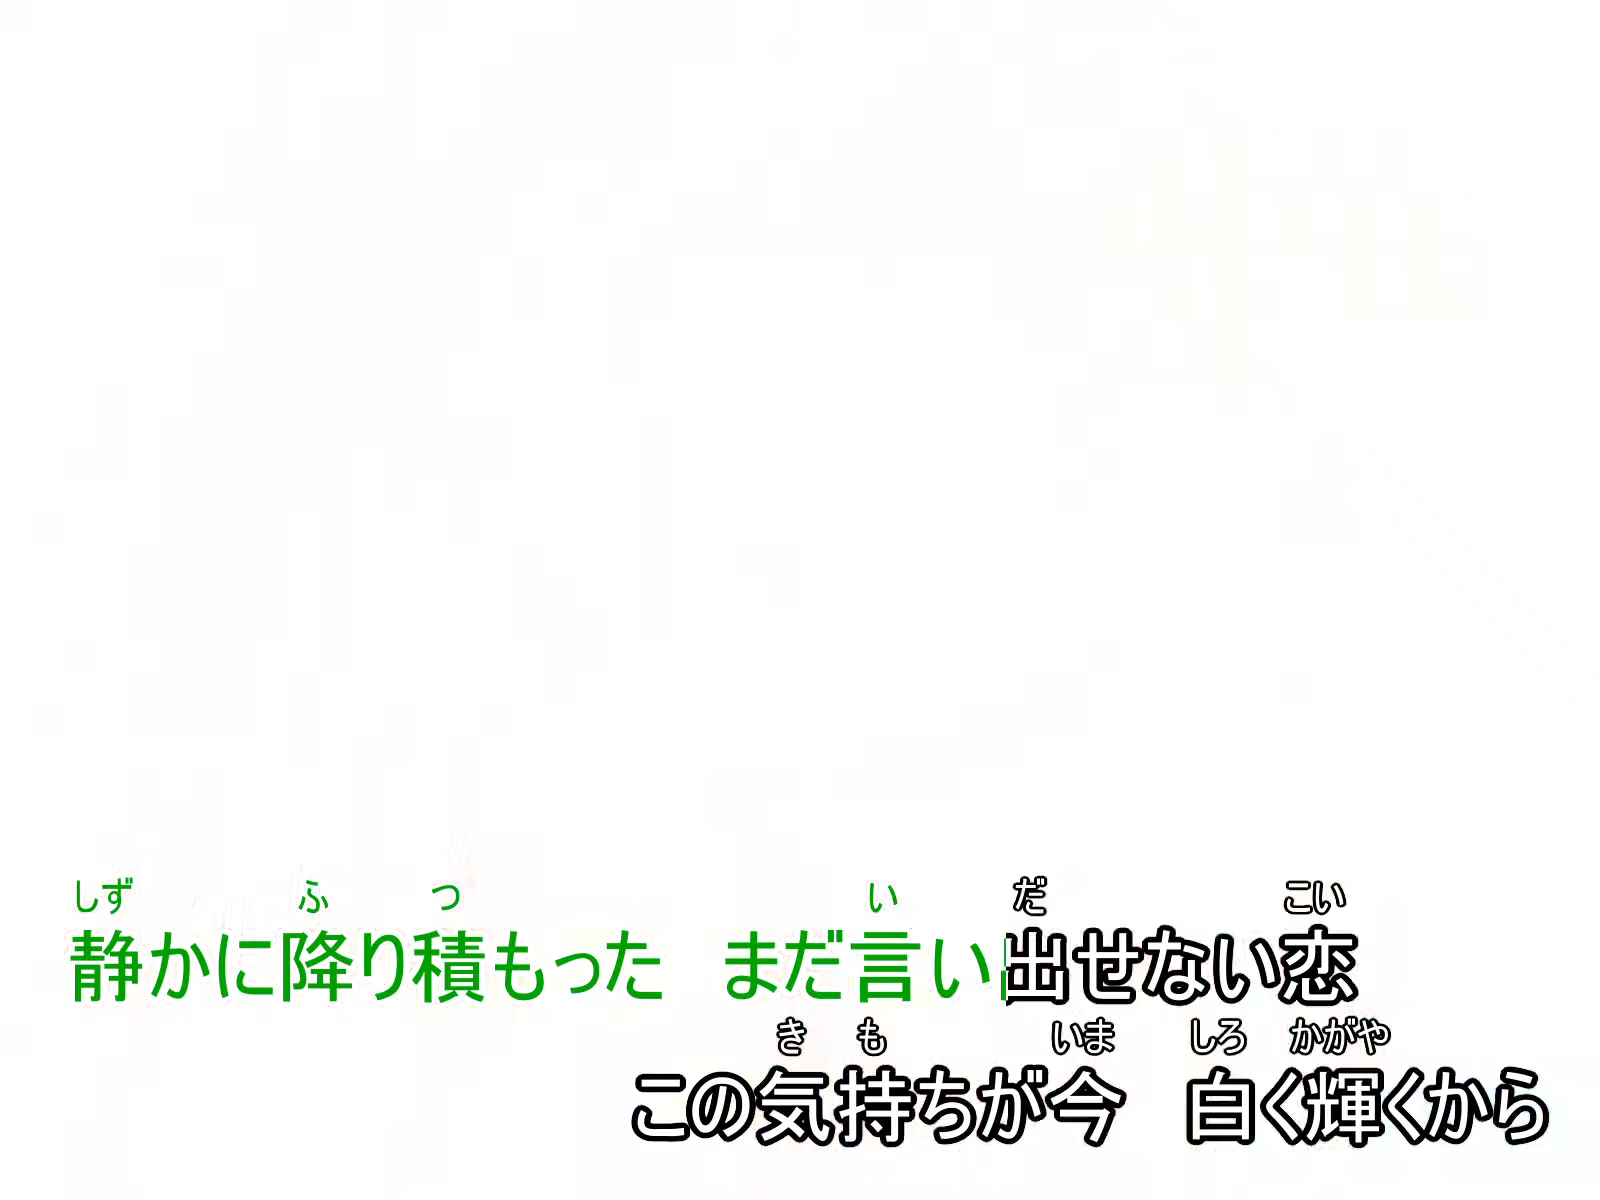 しず ふ つ い だ こい
静かに降り積もった まだ言い出せない恋
き も いま しろ かがや
この気持ちが今 白く輝くから